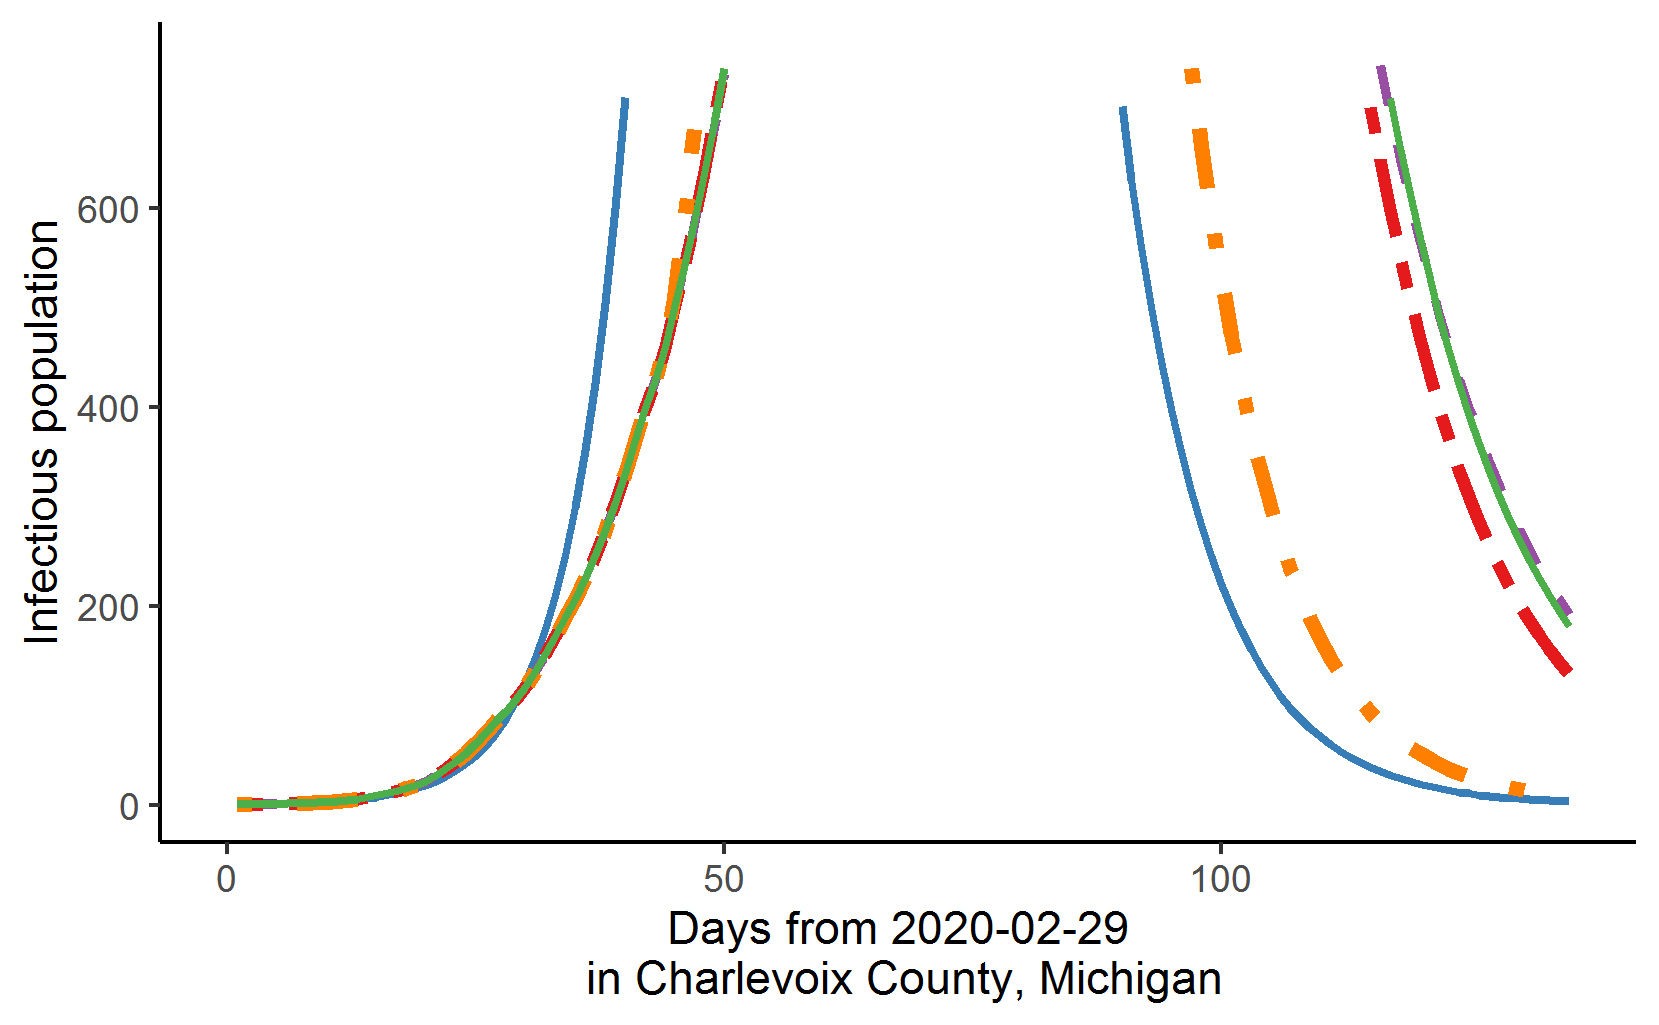 Infectious population
600
400
200
0
0 50 100
Days from 2020-02-29
in Charlevoix County, Michigan